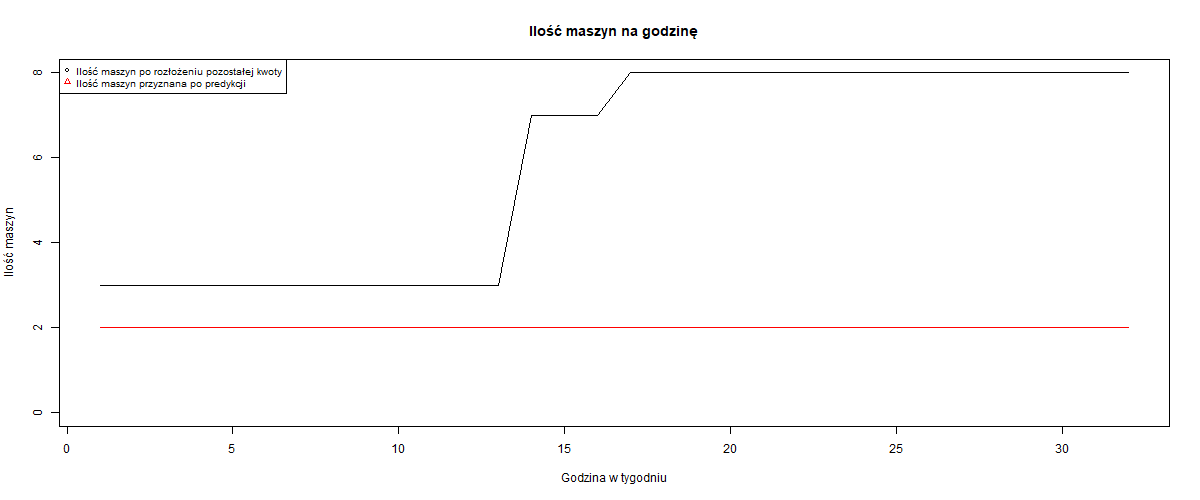 Ilość maszyn na godzinę
Ilość maszyn po rozłożeniu pozostałej kwoty
Ilość maszyn przyznana po predykcji
Ilość maszyn
8
6
4
2
0
0 5 10 15 20 25 30
Godzina w tygodniu